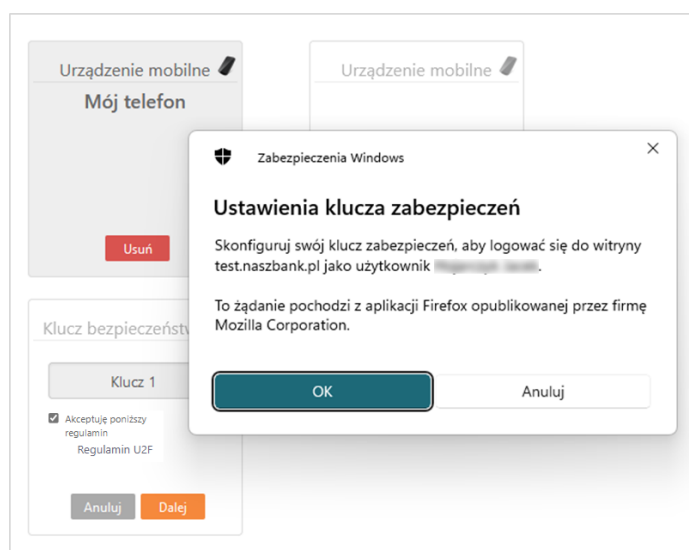 Urządzenie mobilne
Mój telefon
Usuń
Urządzenie mobilne
Zabezpieczenia Windows
Ustawienia klucza zabezpieczeń
Skonfiguruj swój klucz zabezpieczeń, aby logować się do witryny
test.naszbank.pl jako użytkownik .
To żądanie pochodzi z aplikacji Firefox opublikowanej przez firmę
Mozilla Corporation.
OK
Anuluj
Klucz bezpieczeństw
Klucz 1
Akceptuję poniższy
regulamin
Regulamin U2F
Anuluj
Dalej